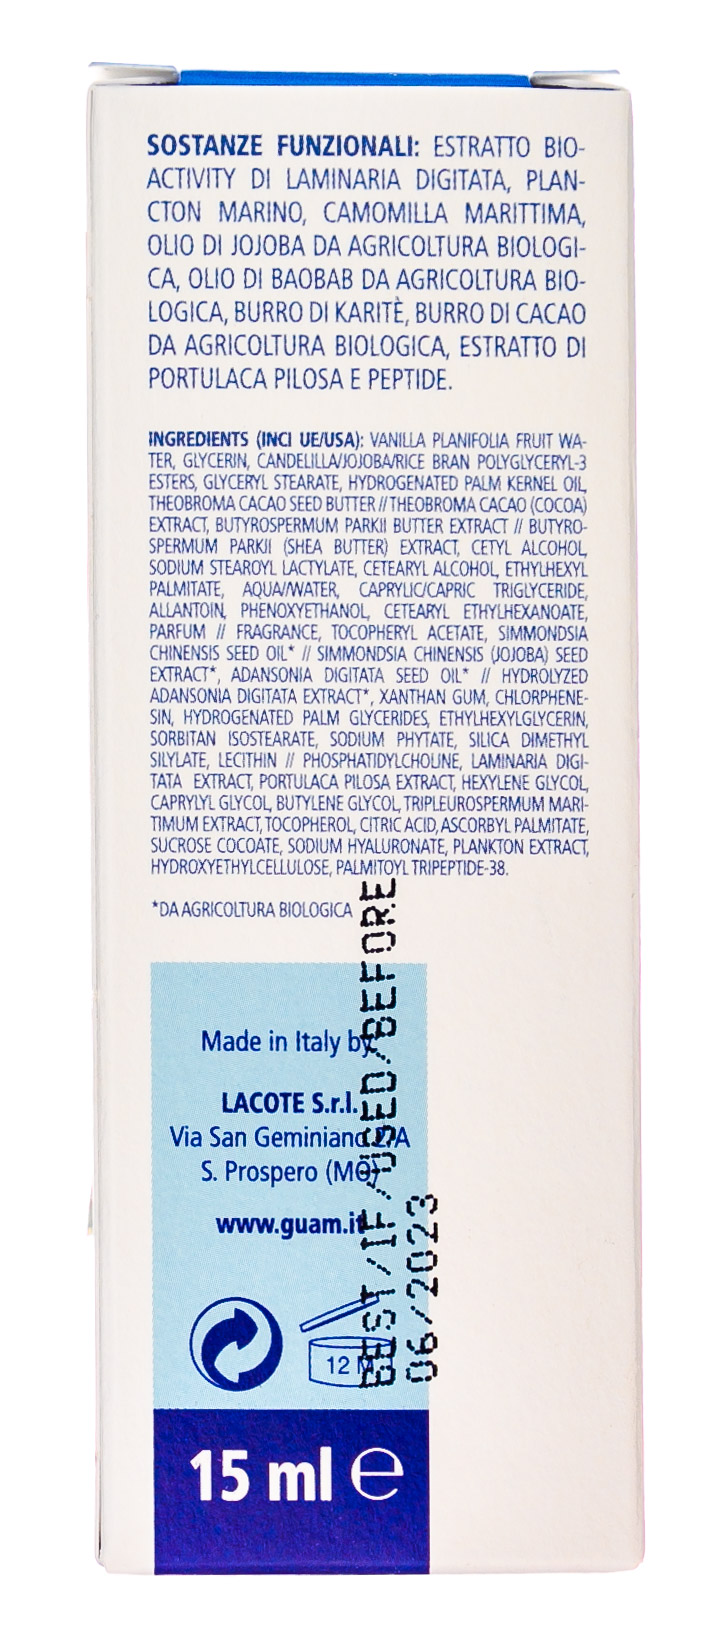 SOSTANZE FUNZIONALI: ESTRATTO BIO-
ACTIVITY DI LAMINARIA DIGITATA, PLAN-
CTON MARINO, CAMOMILLA MARITTIMA,
OLIO DI JOJOBA DA AGRICOLTURA BIOLOGI-
CA, OLIO DI BAOBAB DA AGRICOLTURA BIO-
LOGICA, BURRO DI KARITÈ, BURRO DI CACAO
DA AGRICOLTURA BIOLOGICA, ESTRATTO DI
PORTULACA PILOSA E PEPTIDE.
INGREDIENTS (INCI UE/USA): VANILLA PLANIFOLIA FRUIT WA-
TER, GLYCERIN, CANDELILLA/JOJOBA/RICE BRAN POLYGLYCERYL-3
ESTERS, GLYCERYL STEARATE, HYDROGENATED PALM KERNEL OIL,
THEOBROMA CACAO SEED BUTTER // THEOBROMA CACAO (COCOA)
EXTRACT, BUTYROSPERMUM PARKII BUTTER EXTRACT // BUTYRO-
SPERMUM PARKII (SHEA BUTTER) EXTRACT, CETYL ALCOHOL,
SODIUM STEAROYL LACTYLATE, CETEARYL ALCOHOL, ETHYLHEXYL
PALMITATE, AQUA/WATER, CAPRYLIC/CAPRIC TRIGLYCERIDE,
ALLANTOIN, PHENOXYETHANOL, CETEARYL ETHYLHEXANOATE,
PARFUM // FRAGRANCE, TOCOPHERYL ACETATE, SIMMONDSIA
CHINENSIS SEED OIL* // SIMMONDSIA CHINENSIS (JOJOBA) SEED
EXTRACT*, ADANSONIA DIGITATA SEED OIL* // HYDROLYZED
ADANSONIA DIGITATA EXTRACT*, XANTHAN GUM, CHLORPHENE-
SIN, HYDROGENATED PALM GLYCERIDES, ETHYLHEXYLGLYCERIN,
SORBITAN ISOSTEARATE, SODIUM PHYTATE, SILICA DIMETHYL
SILYLATE, LECITHIN // PHOSPHATIDYLCHOLINE, LAMINARIA DIGI-
TATA EXTRACT, PORTULACA PILOSA EXTRACT, HEXYLENE GLYCOL,
CAPRYLYL GLYCOL, BUTYLENE GLYCOL, TRIPLEUROSPERMUM MARI-
TIMUM EXTRACT, TOCOPHEROL, CITRIC ACID, ASCORBYL PALMITATE,
SUCROSE COCOATE, SODIUM HYALURONATE, PLANKTON EXTRACT,
HYDROXYETHYLCELLULOSE, PALMITOYL TRIPEPTIDE-38.
*DA AGRICOLTURA BIOLOGICA
Made in Italy by
LACOTE S.r.l.
Via San Geminiano 2/A
S. Prospero (MO)
www.guam.it
12 M
BEST/IF/USED/BEFORE
06/2023
15 ml e